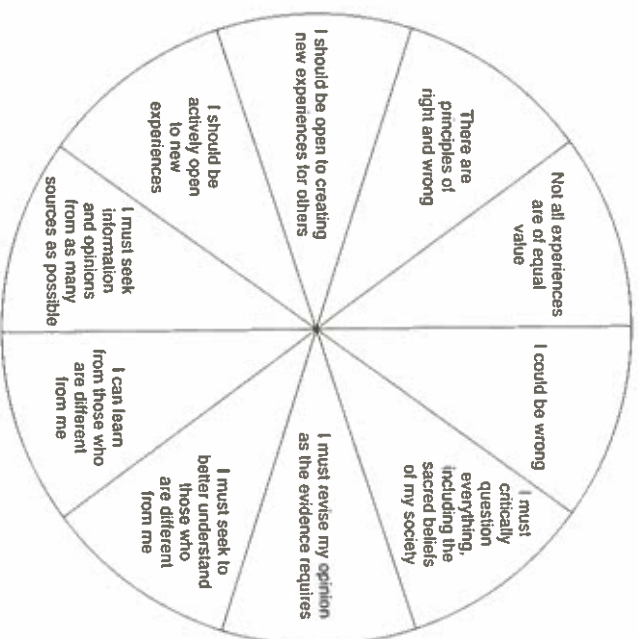 Not all experiences
are of equal
value
I could be wrong
I must
critically
question
everything,
including the
sacred beliefs
of my society
There are
principles of
right and wrong
I should be open to creating
new experiences for others
I must revise my opinion
as the evidence requires
I should be
actively open
to new
experiences
I must seek to
better understand
those who
are different
from me
I must seek
information
and opinions
from as many
sources as possible
I can learn
from those who
are different
from me